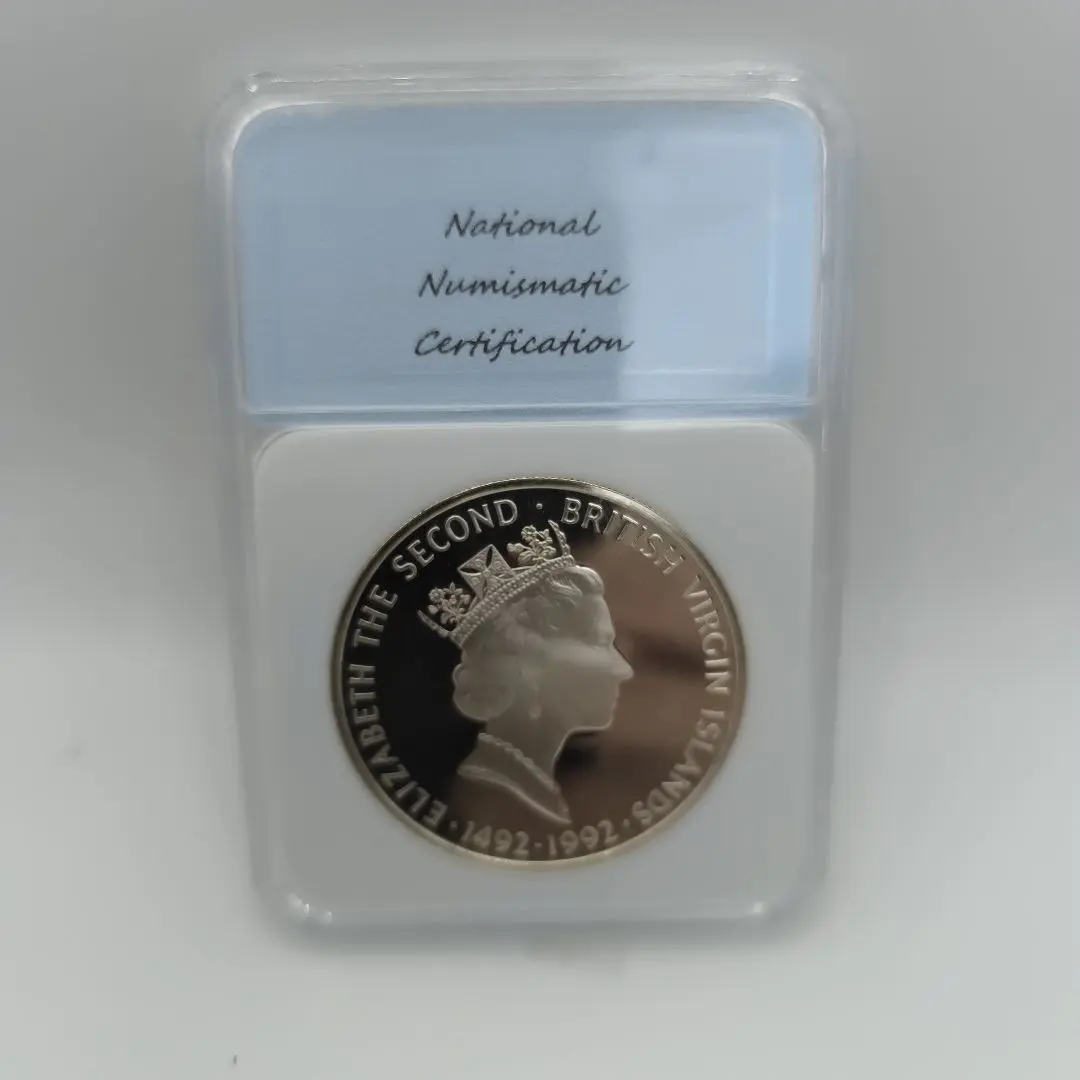 National
Numismatic
Certification
ELIZABETH THE SECOND · BRITISH VIRGIN ISLANDS ·
1492-1992 ·